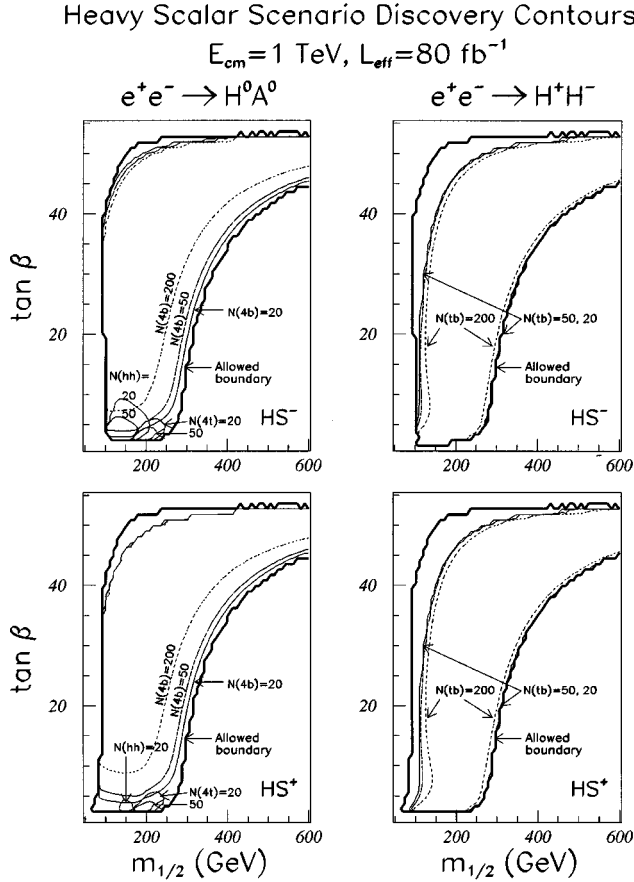 Heavy Scalar Scenario Discovery Contours
E_cm=1 TeV, L_eff=80 fb⁻¹
e⁺e⁻ → H⁰A⁰
e⁺e⁻ → H⁺H⁻
tan β
40
20
N(4b)=200
N(4b)=50
N(4b)=20
N(hh)=
20
50
Allowed
boundary
N(4t)=20
50
HS⁻
200
400
600
40
20
N(tb)=200
N(tb)=50, 20
Allowed
boundary
HS⁻
200
400
600
tan β
40
20
N(4b)=200
N(4b)=50
N(4b)=20
Allowed
boundary
N(hh)=20
N(4t)=20
50
HS⁺
200
400
600
m₁/₂ (GeV)
40
20
N(tb)=200
N(tb)=50, 20
Allowed
boundary
HS⁺
200
400
600
m₁/₂ (GeV)